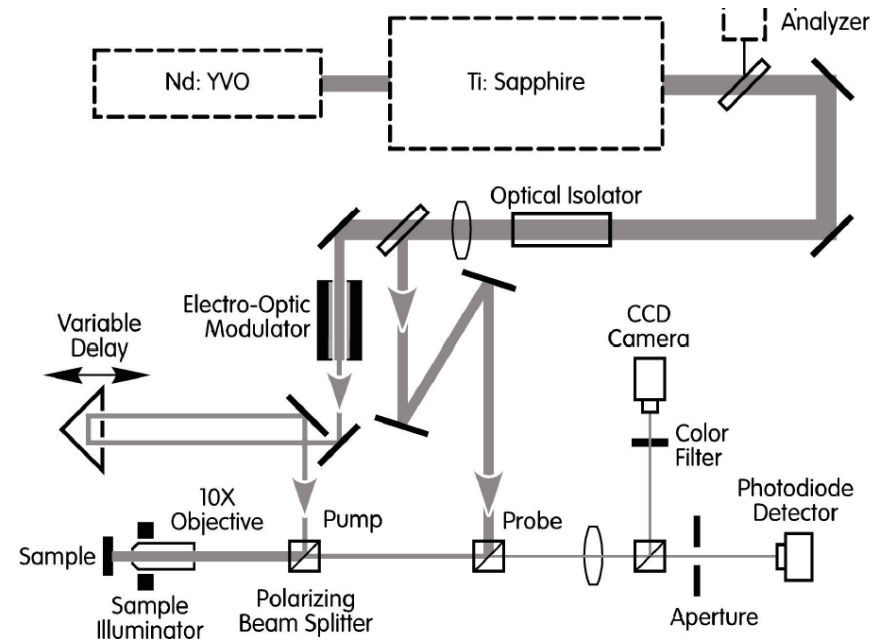 Analyzer
Nd: YVO
Ti: Sapphire
Optical Isolator
Electro-Optic
Modulator
Variable
Delay
CCD
Camera
Color
Filter
10X
Objective
Pump
Probe
Photodiode
Detector
Sample
Sample
Illuminator
Polarizing
Beam Splitter
Aperture